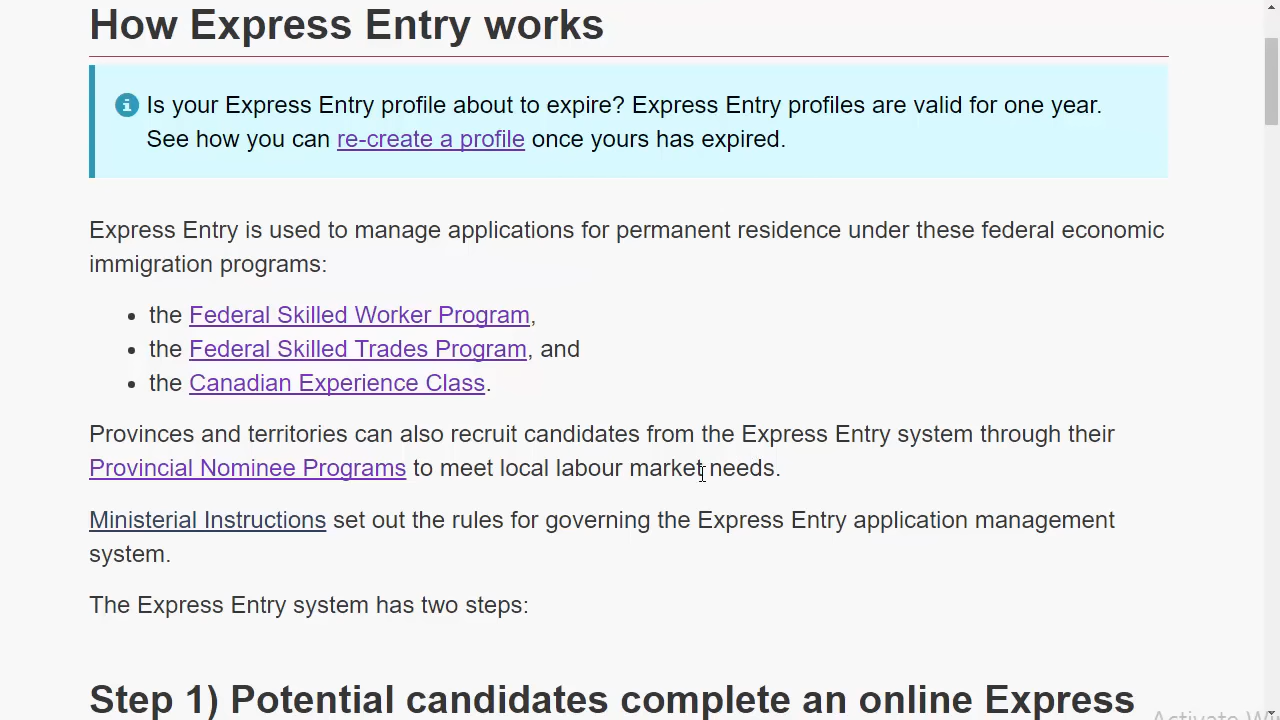 How Express Entry works
Is your Express Entry profile about to expire? Express Entry profiles are valid for one year.
See how you can re-create a profile once yours has expired.
Express Entry is used to manage applications for permanent residence under these federal economic
immigration programs:
• the Federal Skilled Worker Program,
• the Federal Skilled Trades Program, and
• the Canadian Experience Class.
Provinces and territories can also recruit candidates from the Express Entry system through their
Provincial Nominee Programs to meet local labour market needs.
Ministerial Instructions set out the rules for governing the Express Entry application management
system.
The Express Entry system has two steps:
Step 1) Potential candidates complete an online Express